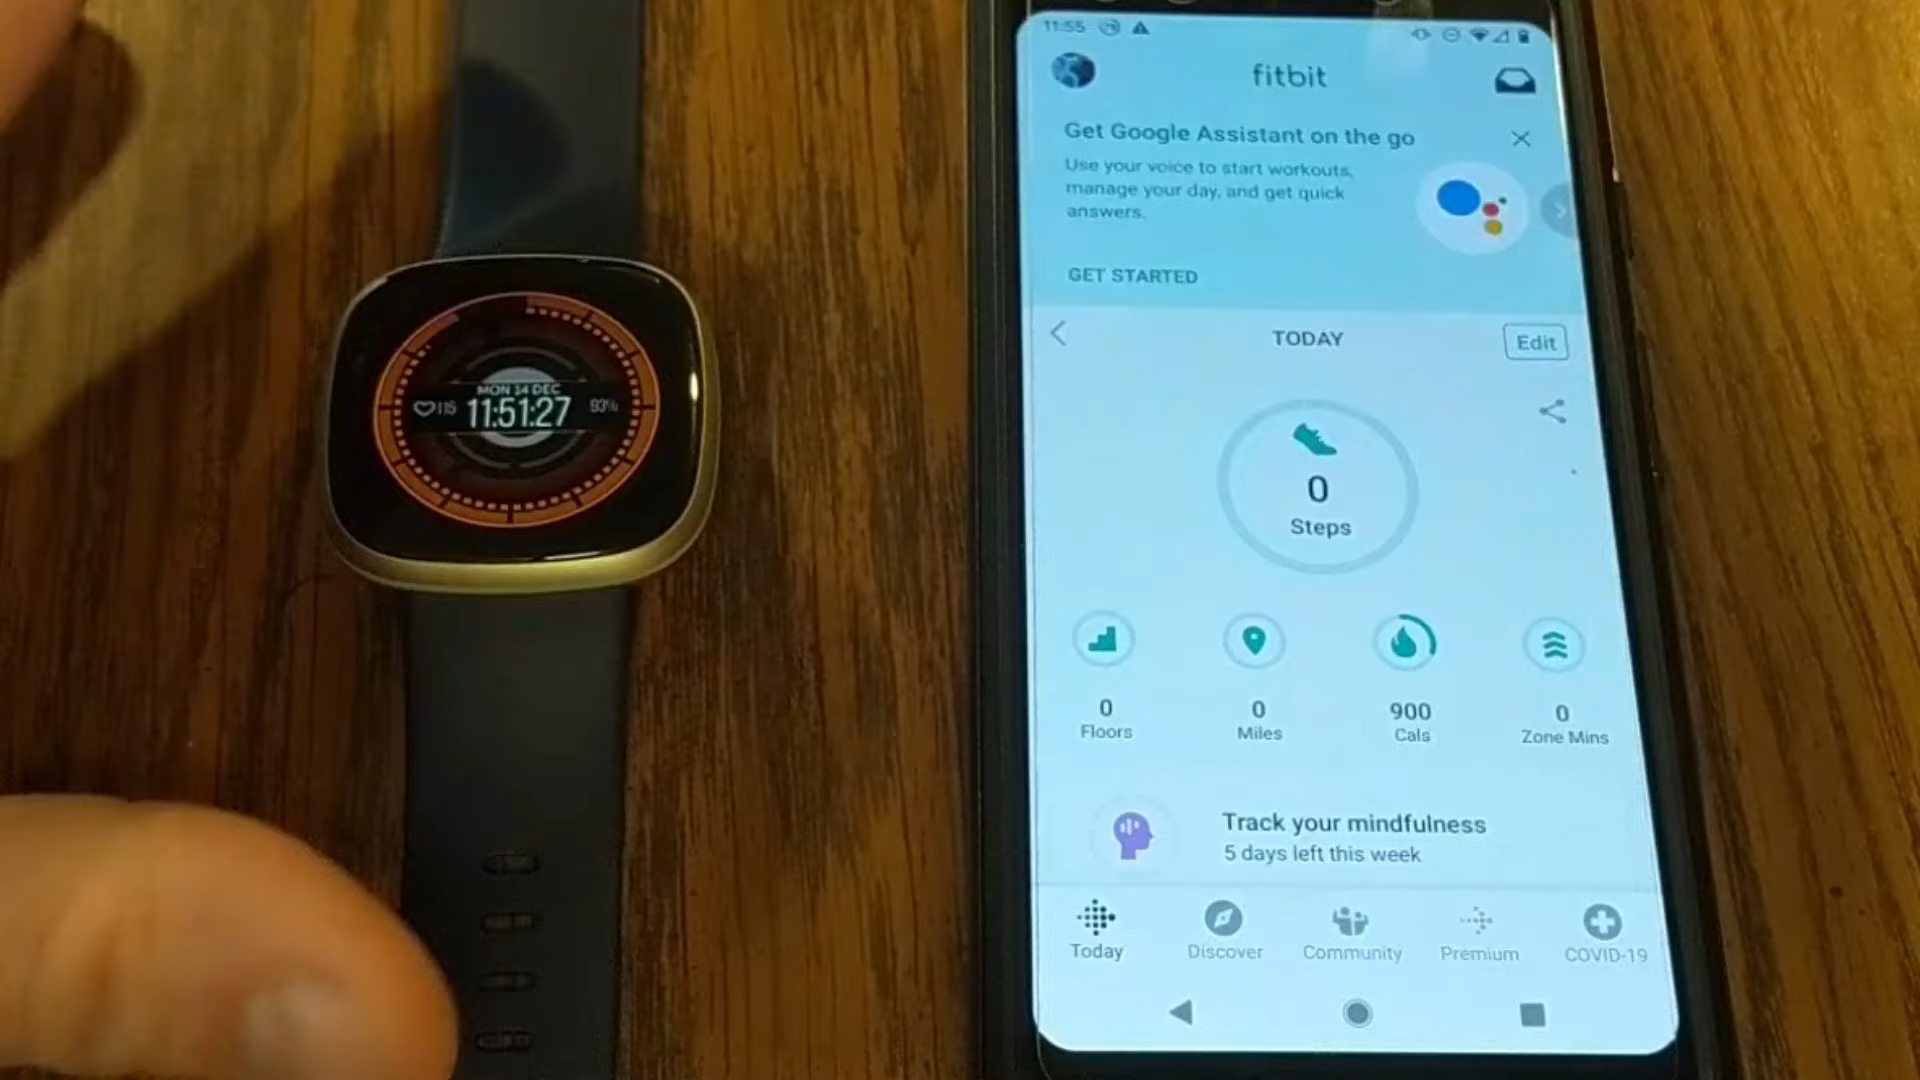 MON 14 DEC
115 11:51:27 93%
11:55
fitbit
Get Google Assistant on the go
Use your voice to start workouts,
manage your day, and get quick
answers.
GET STARTED
TODAY
Edit
0
Steps
0
Floors
0
Miles
900
Cals
0
Zone Mins
Track your mindfulness
5 days left this week
Today
Discover
Community
Premium
COVID-19